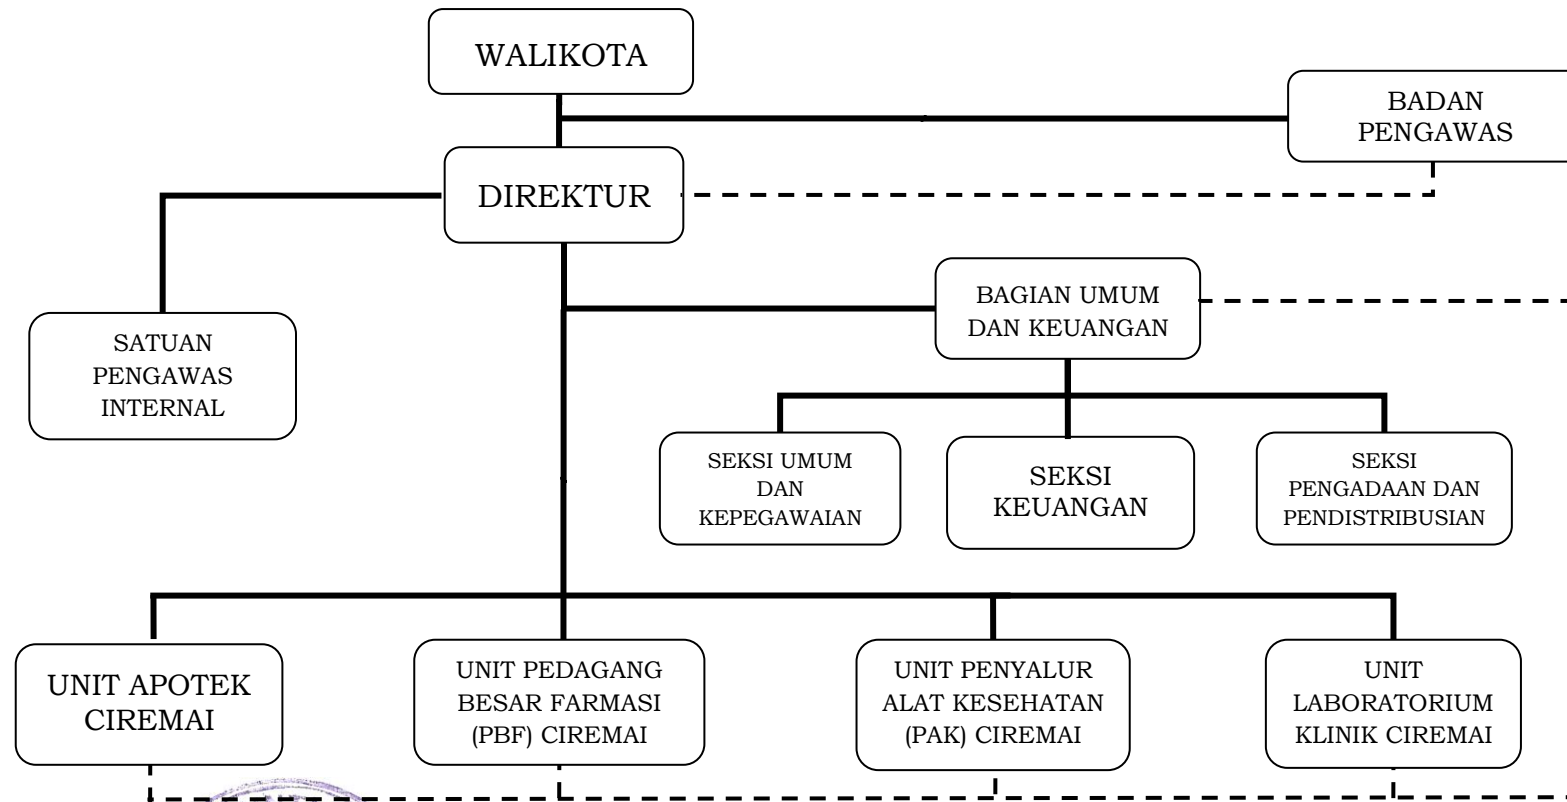 WALIKOTA
BADAN
PENGAWAS
DIREKTUR
BAGIAN UMUM
DAN KEUANGAN
SATUAN
PENGAWAS
INTERNAL
SEKSI UMUM
DAN
KEPEGAWAIAN
SEKSI
KEUANGAN
SEKSI
PENGADAAN DAN
PENDISTRIBUSIAN
UNIT APOTEK
CIREMAI
UNIT PEDAGANG
BESAR FARMASI
(PBF) CIREMAI
UNIT PENYALUR
ALAT KESEHATAN
(PAK) CIREMAI
UNIT
LABORATORIUM
KLINIK CIREMAI